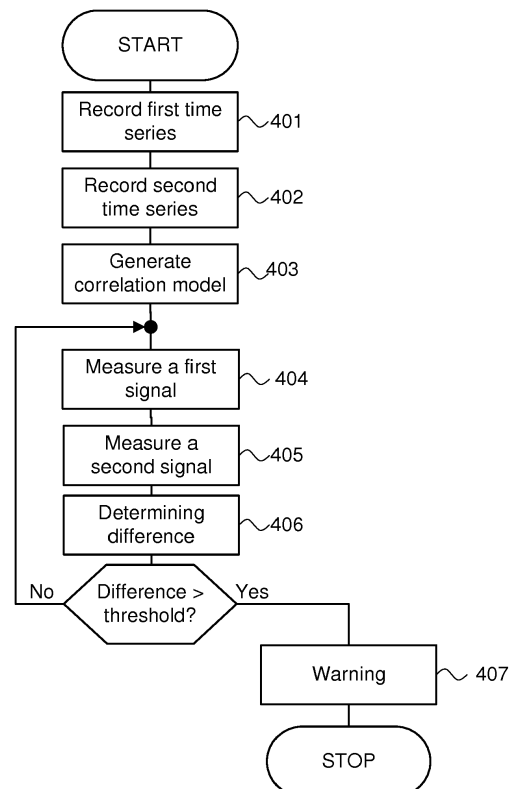 START
Record first time
series
401
Record second
time series
402
Generate
correlation model
403
Measure a first
signal
404
Measure a
second signal
405
Determining
difference
406
No
Difference >
threshold?
Yes
Warning
407
STOP